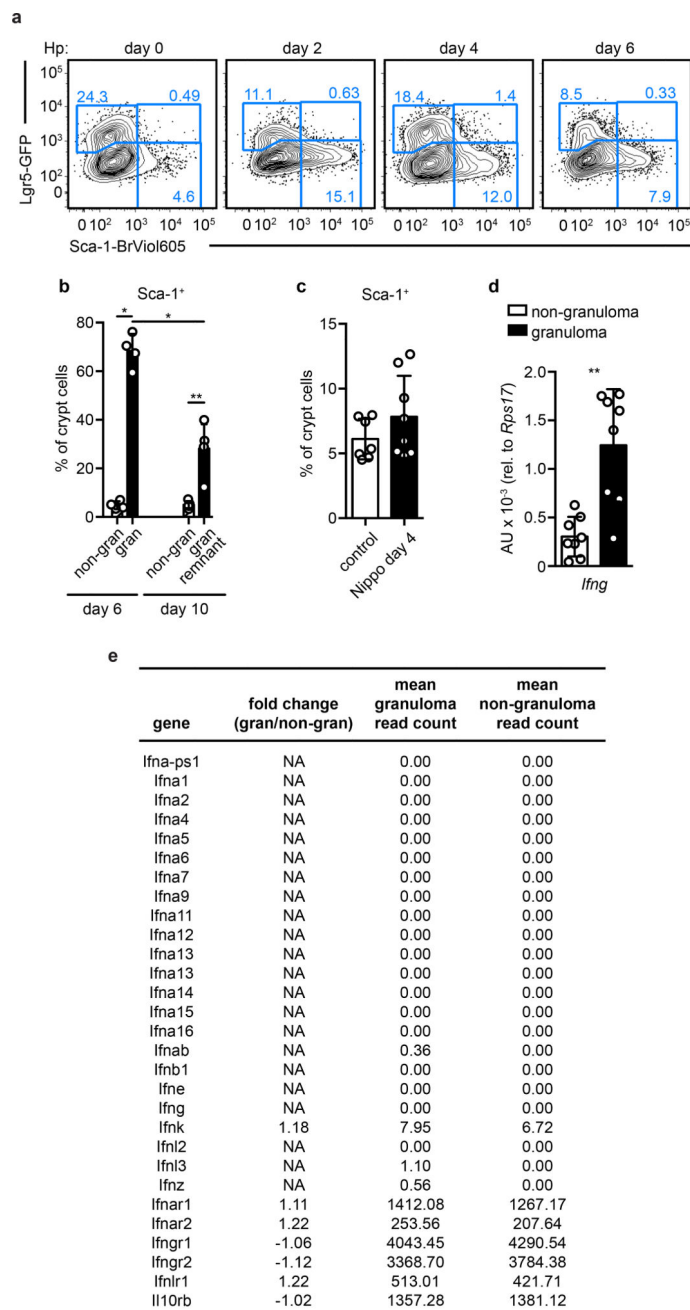 a
Hp: day 0 day 2 day 4 day 6
24.3 0.49 11.1 0.63 18.4 1.4 8.5 0.33
10⁵
10⁴
10³
10²
0
Lgr5-GFP
4.6 15.1 12.0 7.9
0 10² 10³ 10⁴ 10⁵ 0 10² 10³ 10⁴ 10⁵ 0 10² 10³ 10⁴ 10⁵ 0 10² 10³ 10⁴ 10⁵
Sca-1-BrViol605
b
Sca-1⁺
% of crypt cells
80
60
40
20
0
* * **
non-gran gran non-gran gran remnant
day 6 day 10
c
Sca-1⁺
% of crypt cells
15
10
5
0
control Nippo day 4
d
non-granuloma
granuloma
AU x 10⁻³ (rel. to Rps17)
2.0
1.5
1.0
0.5
0
**
Ifng
e
gene fold change (gran/non-gran) mean granuloma read count mean non-granuloma read count
Ifna-ps1 NA 0.00 0.00
Ifna1 NA 0.00 0.00
Ifna2 NA 0.00 0.00
Ifna4 NA 0.00 0.00
Ifna5 NA 0.00 0.00
Ifna6 NA 0.00 0.00
Ifna7 NA 0.00 0.00
Ifna9 NA 0.00 0.00
Ifna11 NA 0.00 0.00
Ifna12 NA 0.00 0.00
Ifna13 NA 0.00 0.00
Ifna13 NA 0.00 0.00
Ifna14 NA 0.00 0.00
Ifna15 NA 0.00 0.00
Ifna16 NA 0.00 0.00
Ifnab NA 0.36 0.00
Ifnb1 NA 0.00 0.00
Ifne NA 0.00 0.00
Ifng NA 0.00 0.00
Ifnk 1.18 7.95 6.72
Ifnl2 NA 0.00 0.00
Ifnl3 NA 1.10 0.00
Ifnz NA 0.56 0.00
Ifnar1 1.11 1412.08 1267.17
Ifnar2 1.22 253.56 207.64
Ifngr1 -1.06 4043.45 4290.54
Ifngr2 -1.12 3368.70 3784.38
Ifnlr1 1.22 513.01 421.71
Il10rb -1.02 1357.28 1381.12